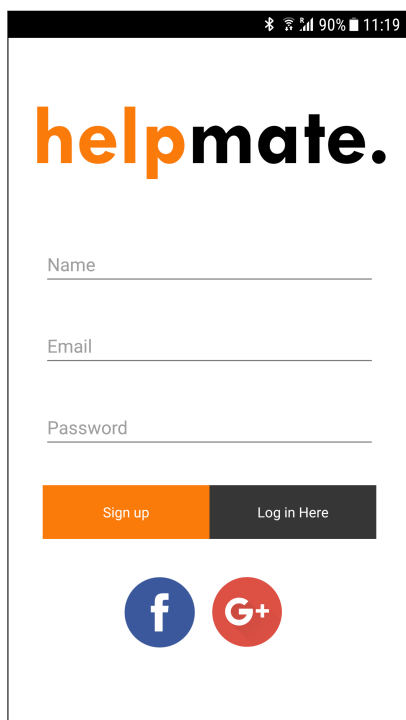 R 90% 11:19
helpmate.
Name
Email
Password
Sign up Log in Here
f G+